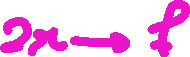 2x → f